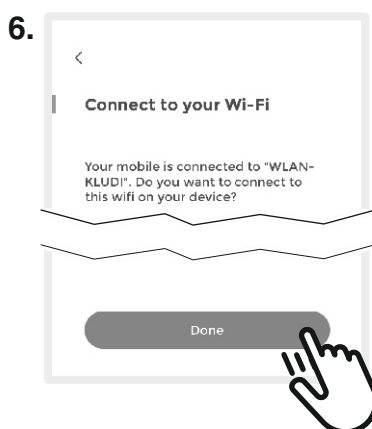 6.
Connect to your Wi-Fi
Your mobile is connected to "WLAN-
KLUDI". Do you want to connect to
this wifi on your device?
Done